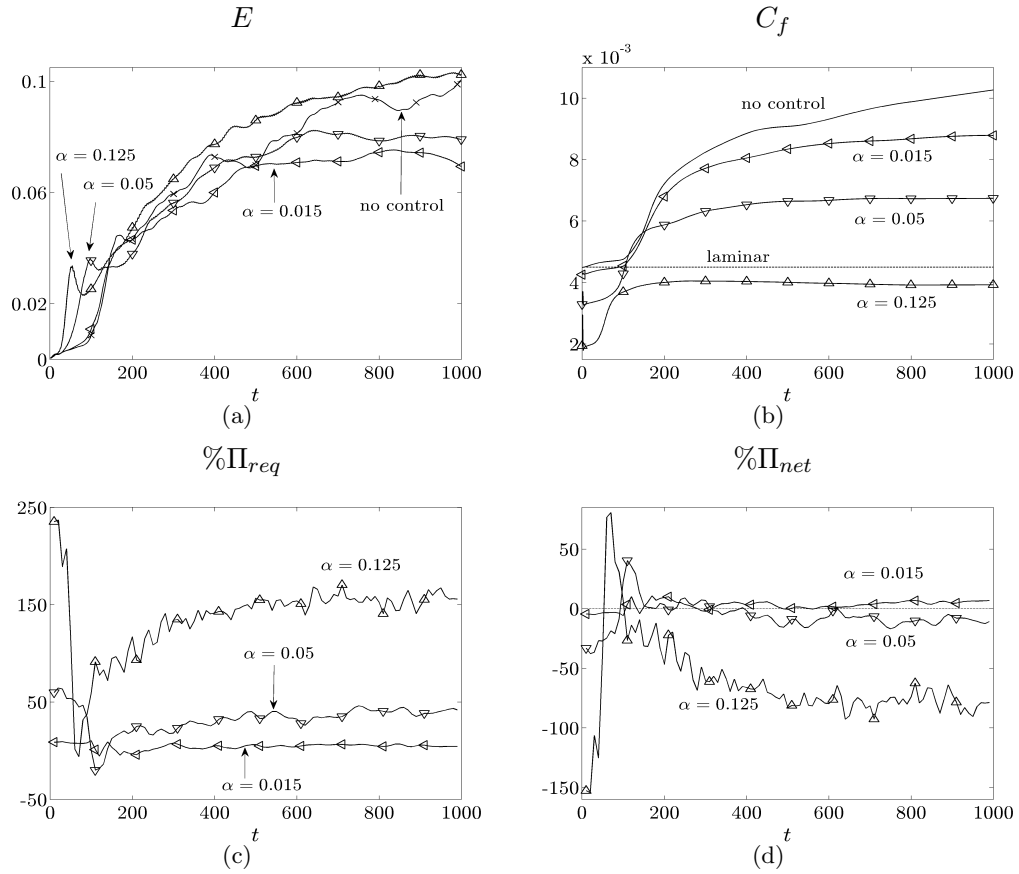 E
0.1
0.06
0.02
0
α = 0.125
α = 0.05
α = 0.015
no control
0 200 400 600 800 1000
t
(a)
C_f
x 10^-3
10
8
6
4
2
no control
α = 0.015
α = 0.05
laminar
α = 0.125
0 200 400 600 800 1000
t
(b)
%Π_req
250
150
50
-50
α = 0.125
α = 0.05
α = 0.015
0 200 400 600 800 1000
t
(c)
%Π_net
50
0
-50
-100
-150
α = 0.015
α = 0.05
α = 0.125
0 200 400 600 800 1000
t
(d)